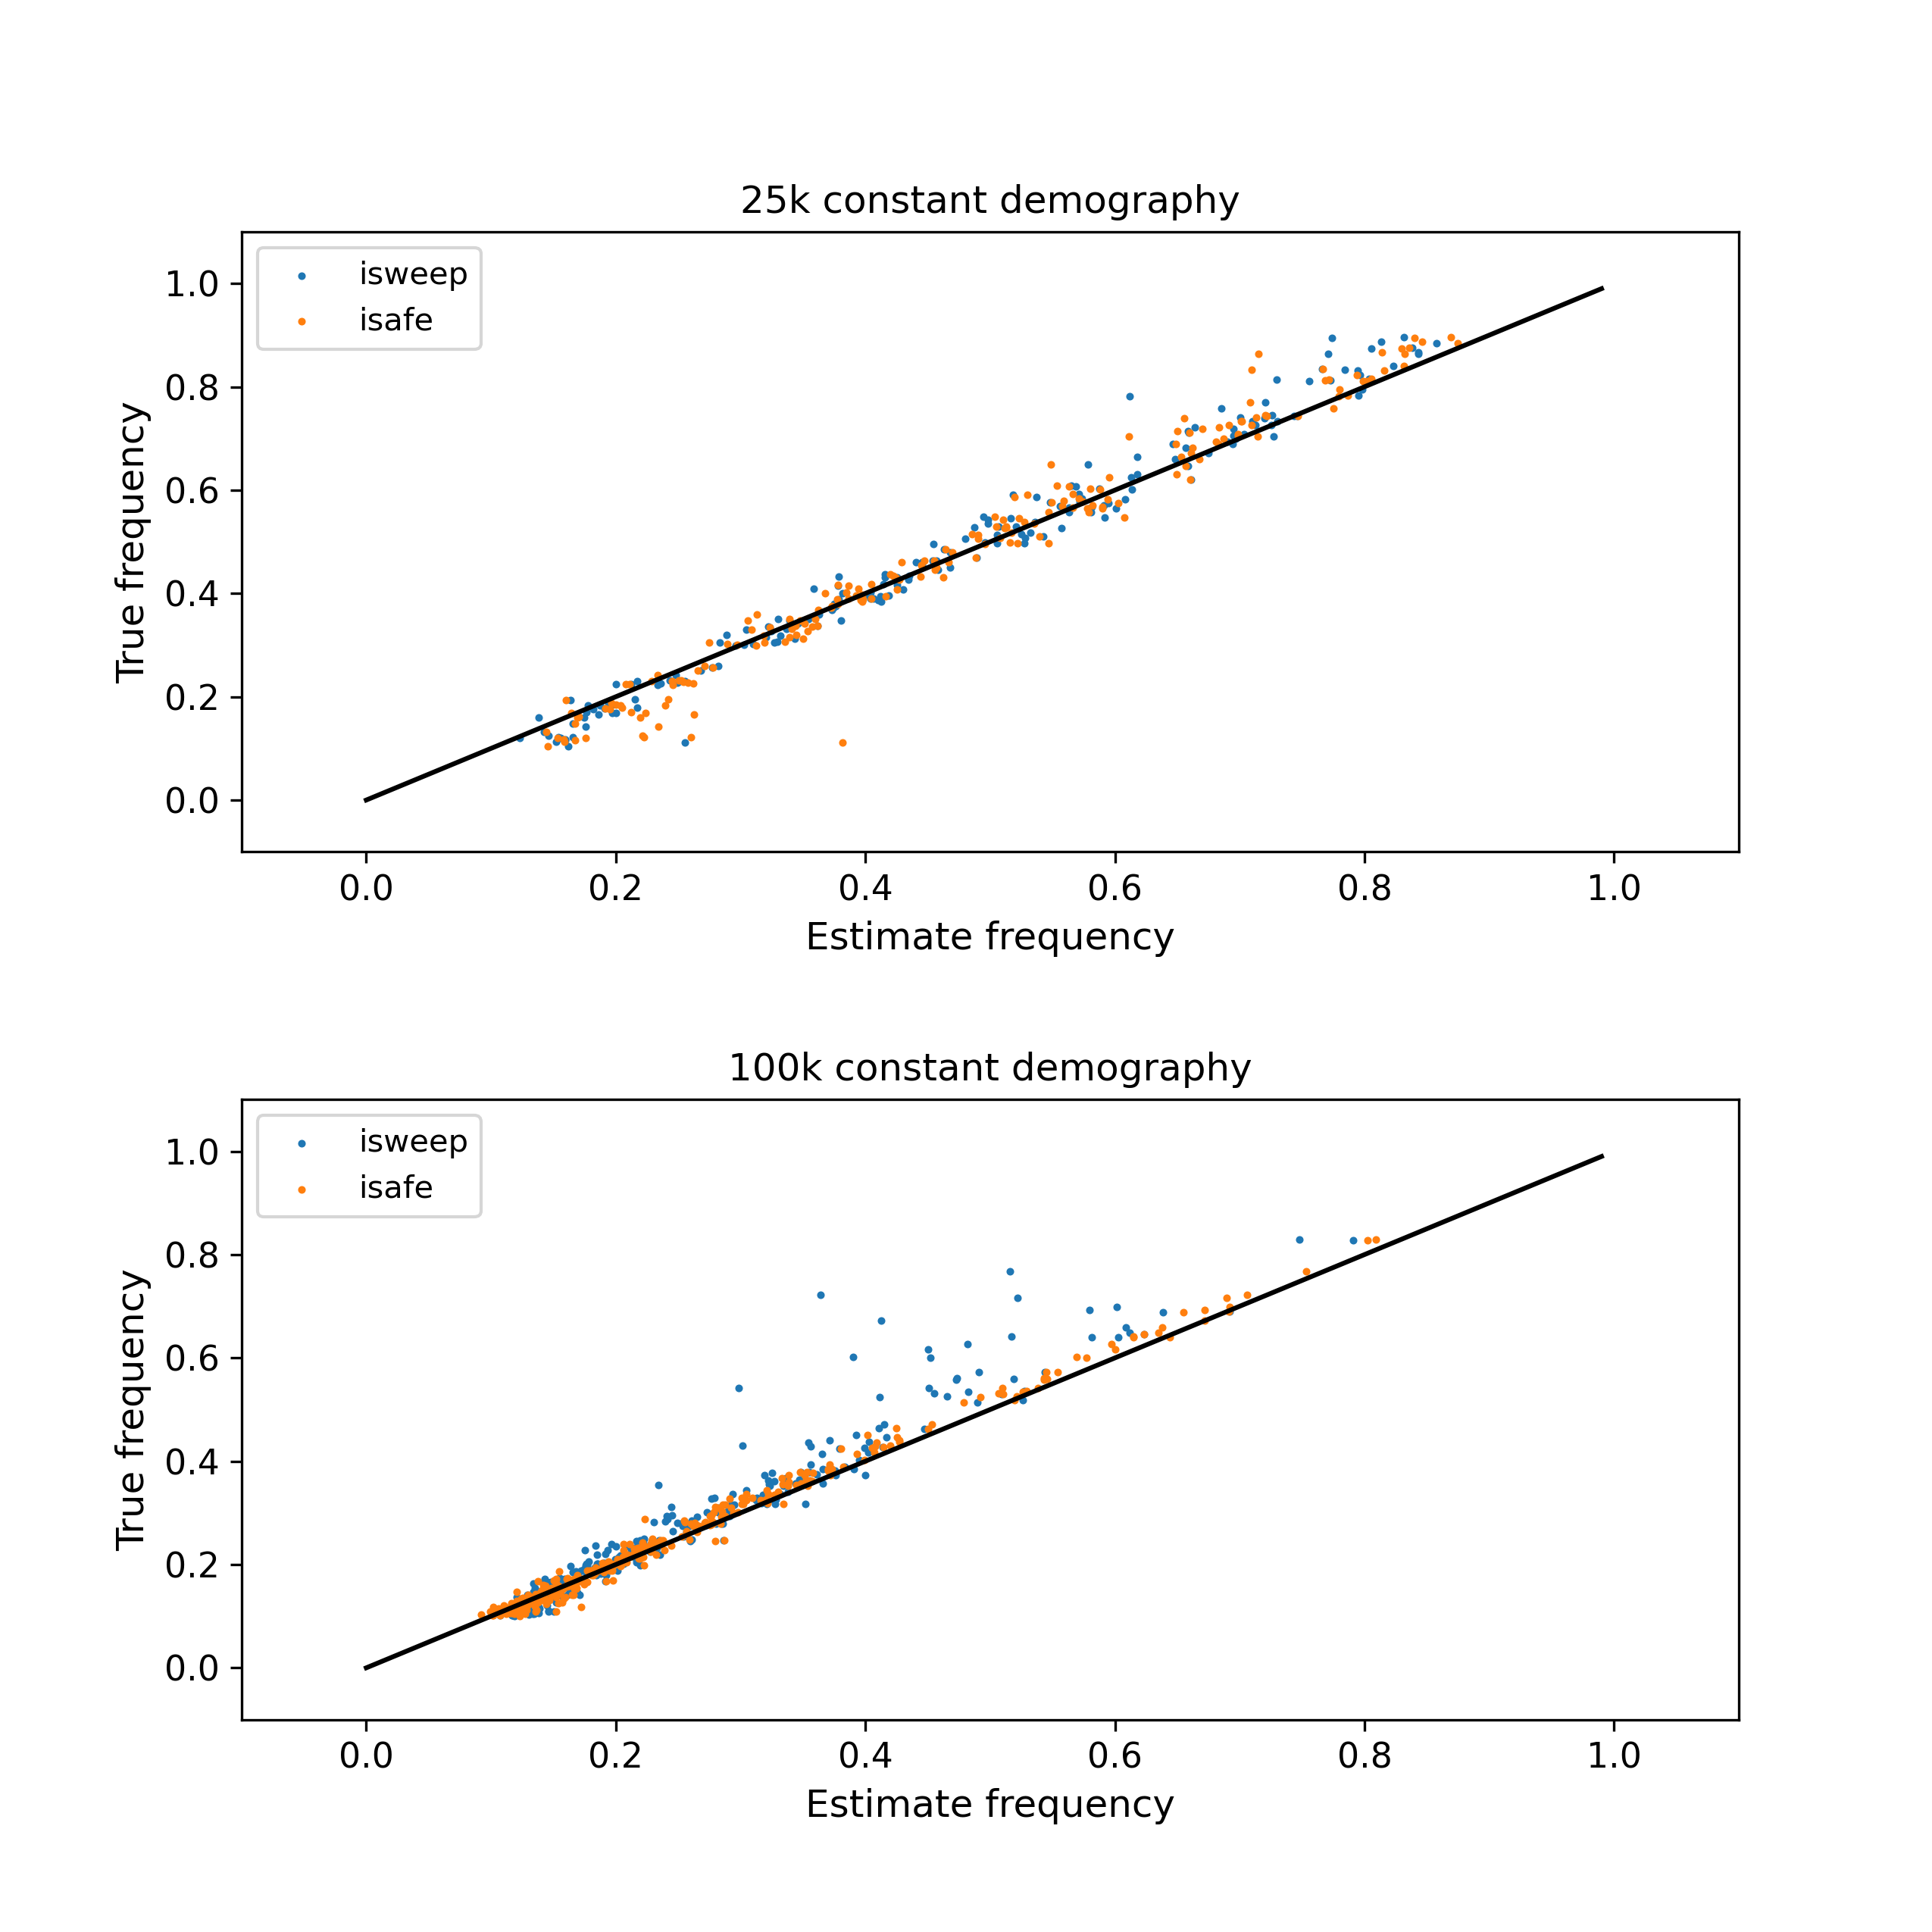 25k constant demography
isweep
isafe
1.0
0.8
0.6
0.4
0.2
0.0
True frequency
0.0 0.2 0.4 0.6 0.8 1.0
Estimate frequency
100k constant demography
isweep
isafe
1.0
0.8
0.6
0.4
0.2
0.0
True frequency
0.0 0.2 0.4 0.6 0.8 1.0
Estimate frequency